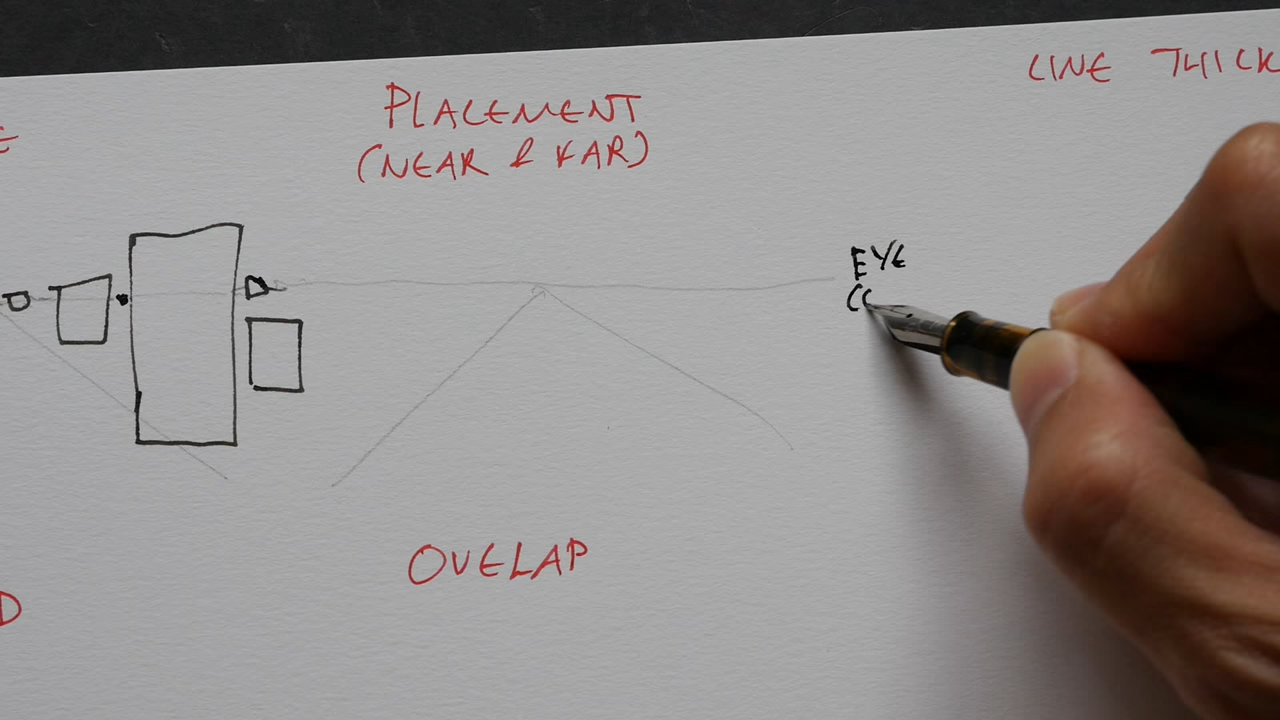 LINE THICK
PLACEMENT
(NEAR & FAR)
E
EYE
OVELAP
D